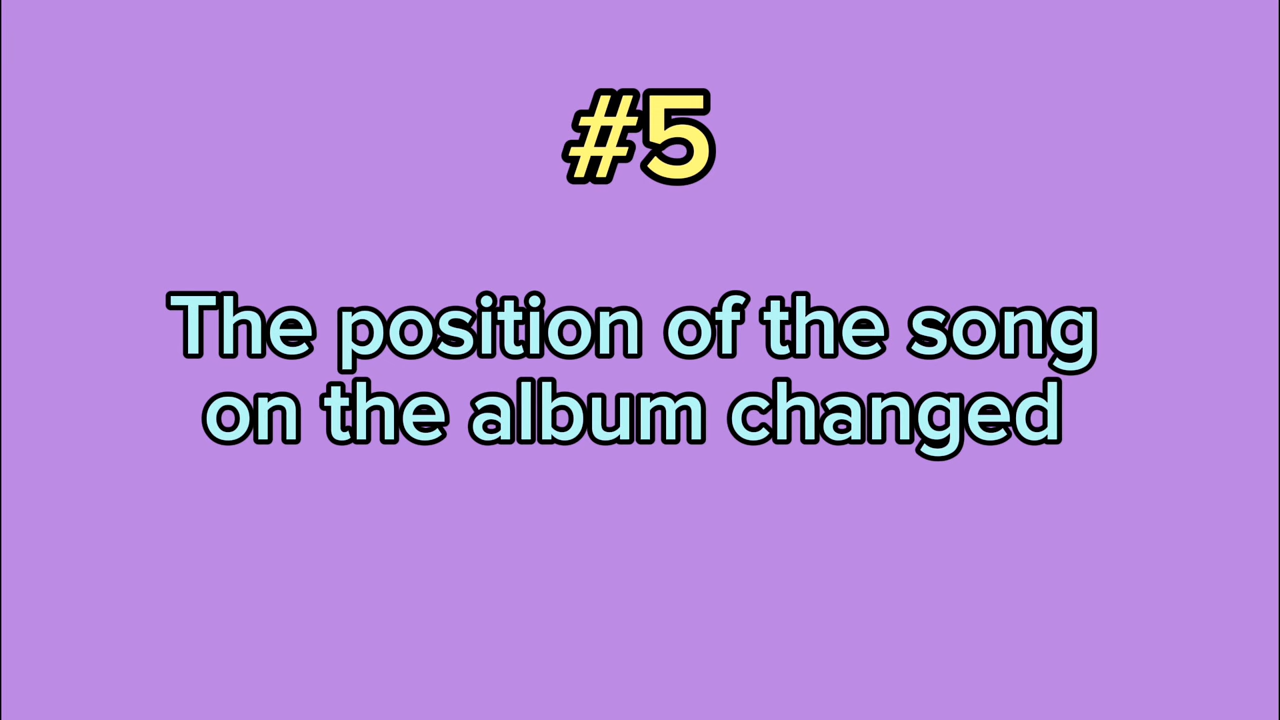 #5
The position of the song
on the album changed